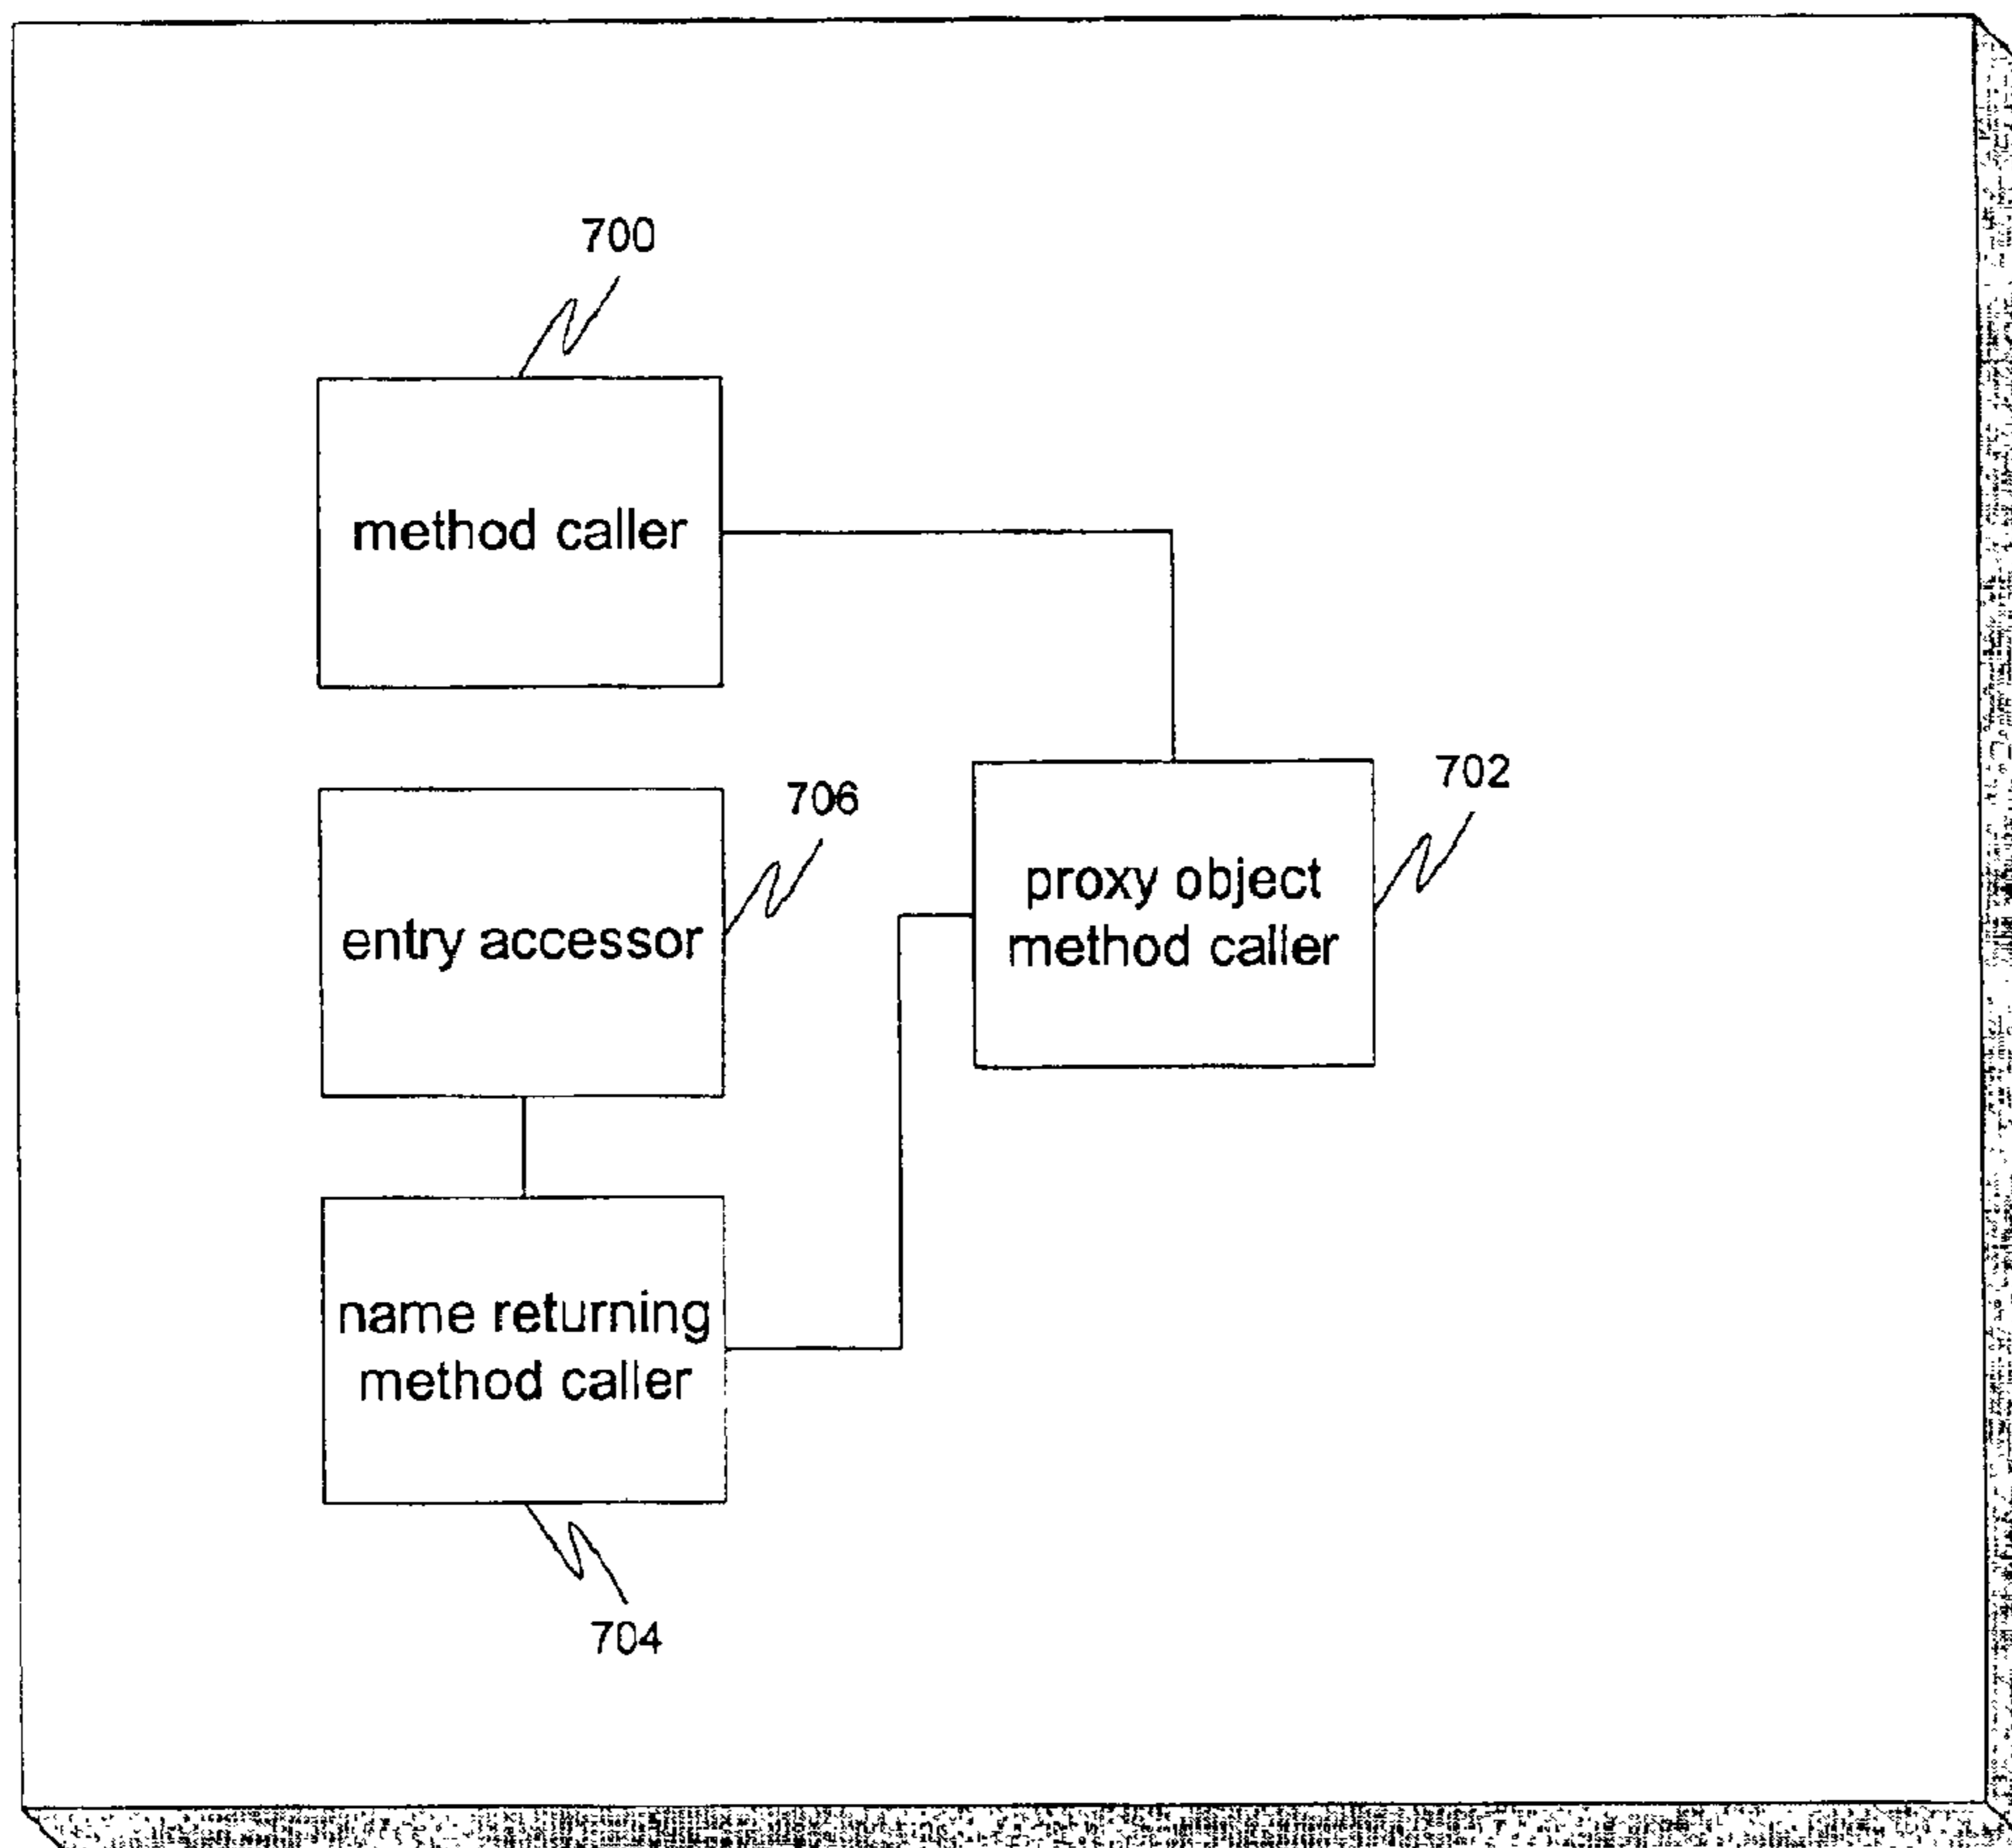 700
method caller
706
702
entry accessor
proxy object
method caller
name returning
method caller
704